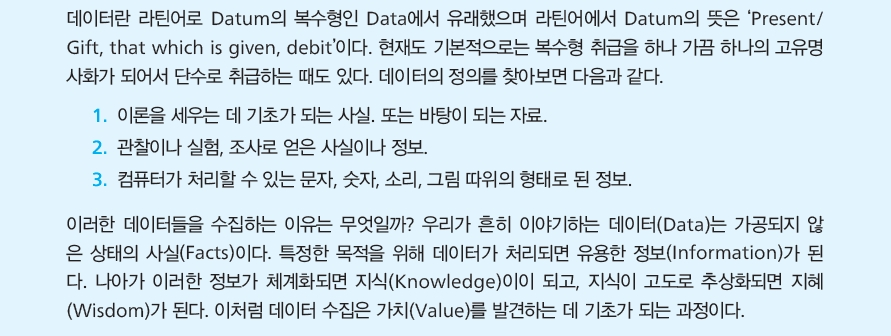 데이터란 라틴어로 Datum의 복수형인 Data에서 유래했으며 라틴어에서 Datum의 뜻은 ‘Present/
Gift, that which is given, debit’이다. 현재도 기본적으로는 복수형 취급을 하나 가끔 하나의 고유명
사화가 되어서 단수로 취급하는 때도 있다. 데이터의 정의를 찾아보면 다음과 같다.
1. 이론을 세우는 데 기초가 되는 사실. 또는 바탕이 되는 자료.
2. 관찰이나 실험, 조사로 얻은 사실이나 정보.
3. 컴퓨터가 처리할 수 있는 문자, 숫자, 소리, 그림 따위의 형태로 된 정보.
이러한 데이터들을 수집하는 이유는 무엇일까? 우리가 흔히 이야기하는 데이터(Data)는 가공되지 않
은 상태의 사실(Facts)이다. 특정한 목적을 위해 데이터가 처리되면 유용한 정보(Information)가 된
다. 나아가 이러한 정보가 체계화되면 지식(Knowledge)이이 되고, 지식이 고도로 추상화되면 지혜
(Wisdom)가 된다. 이처럼 데이터 수집은 가치(Value)를 발견하는 데 기초가 되는 과정이다.